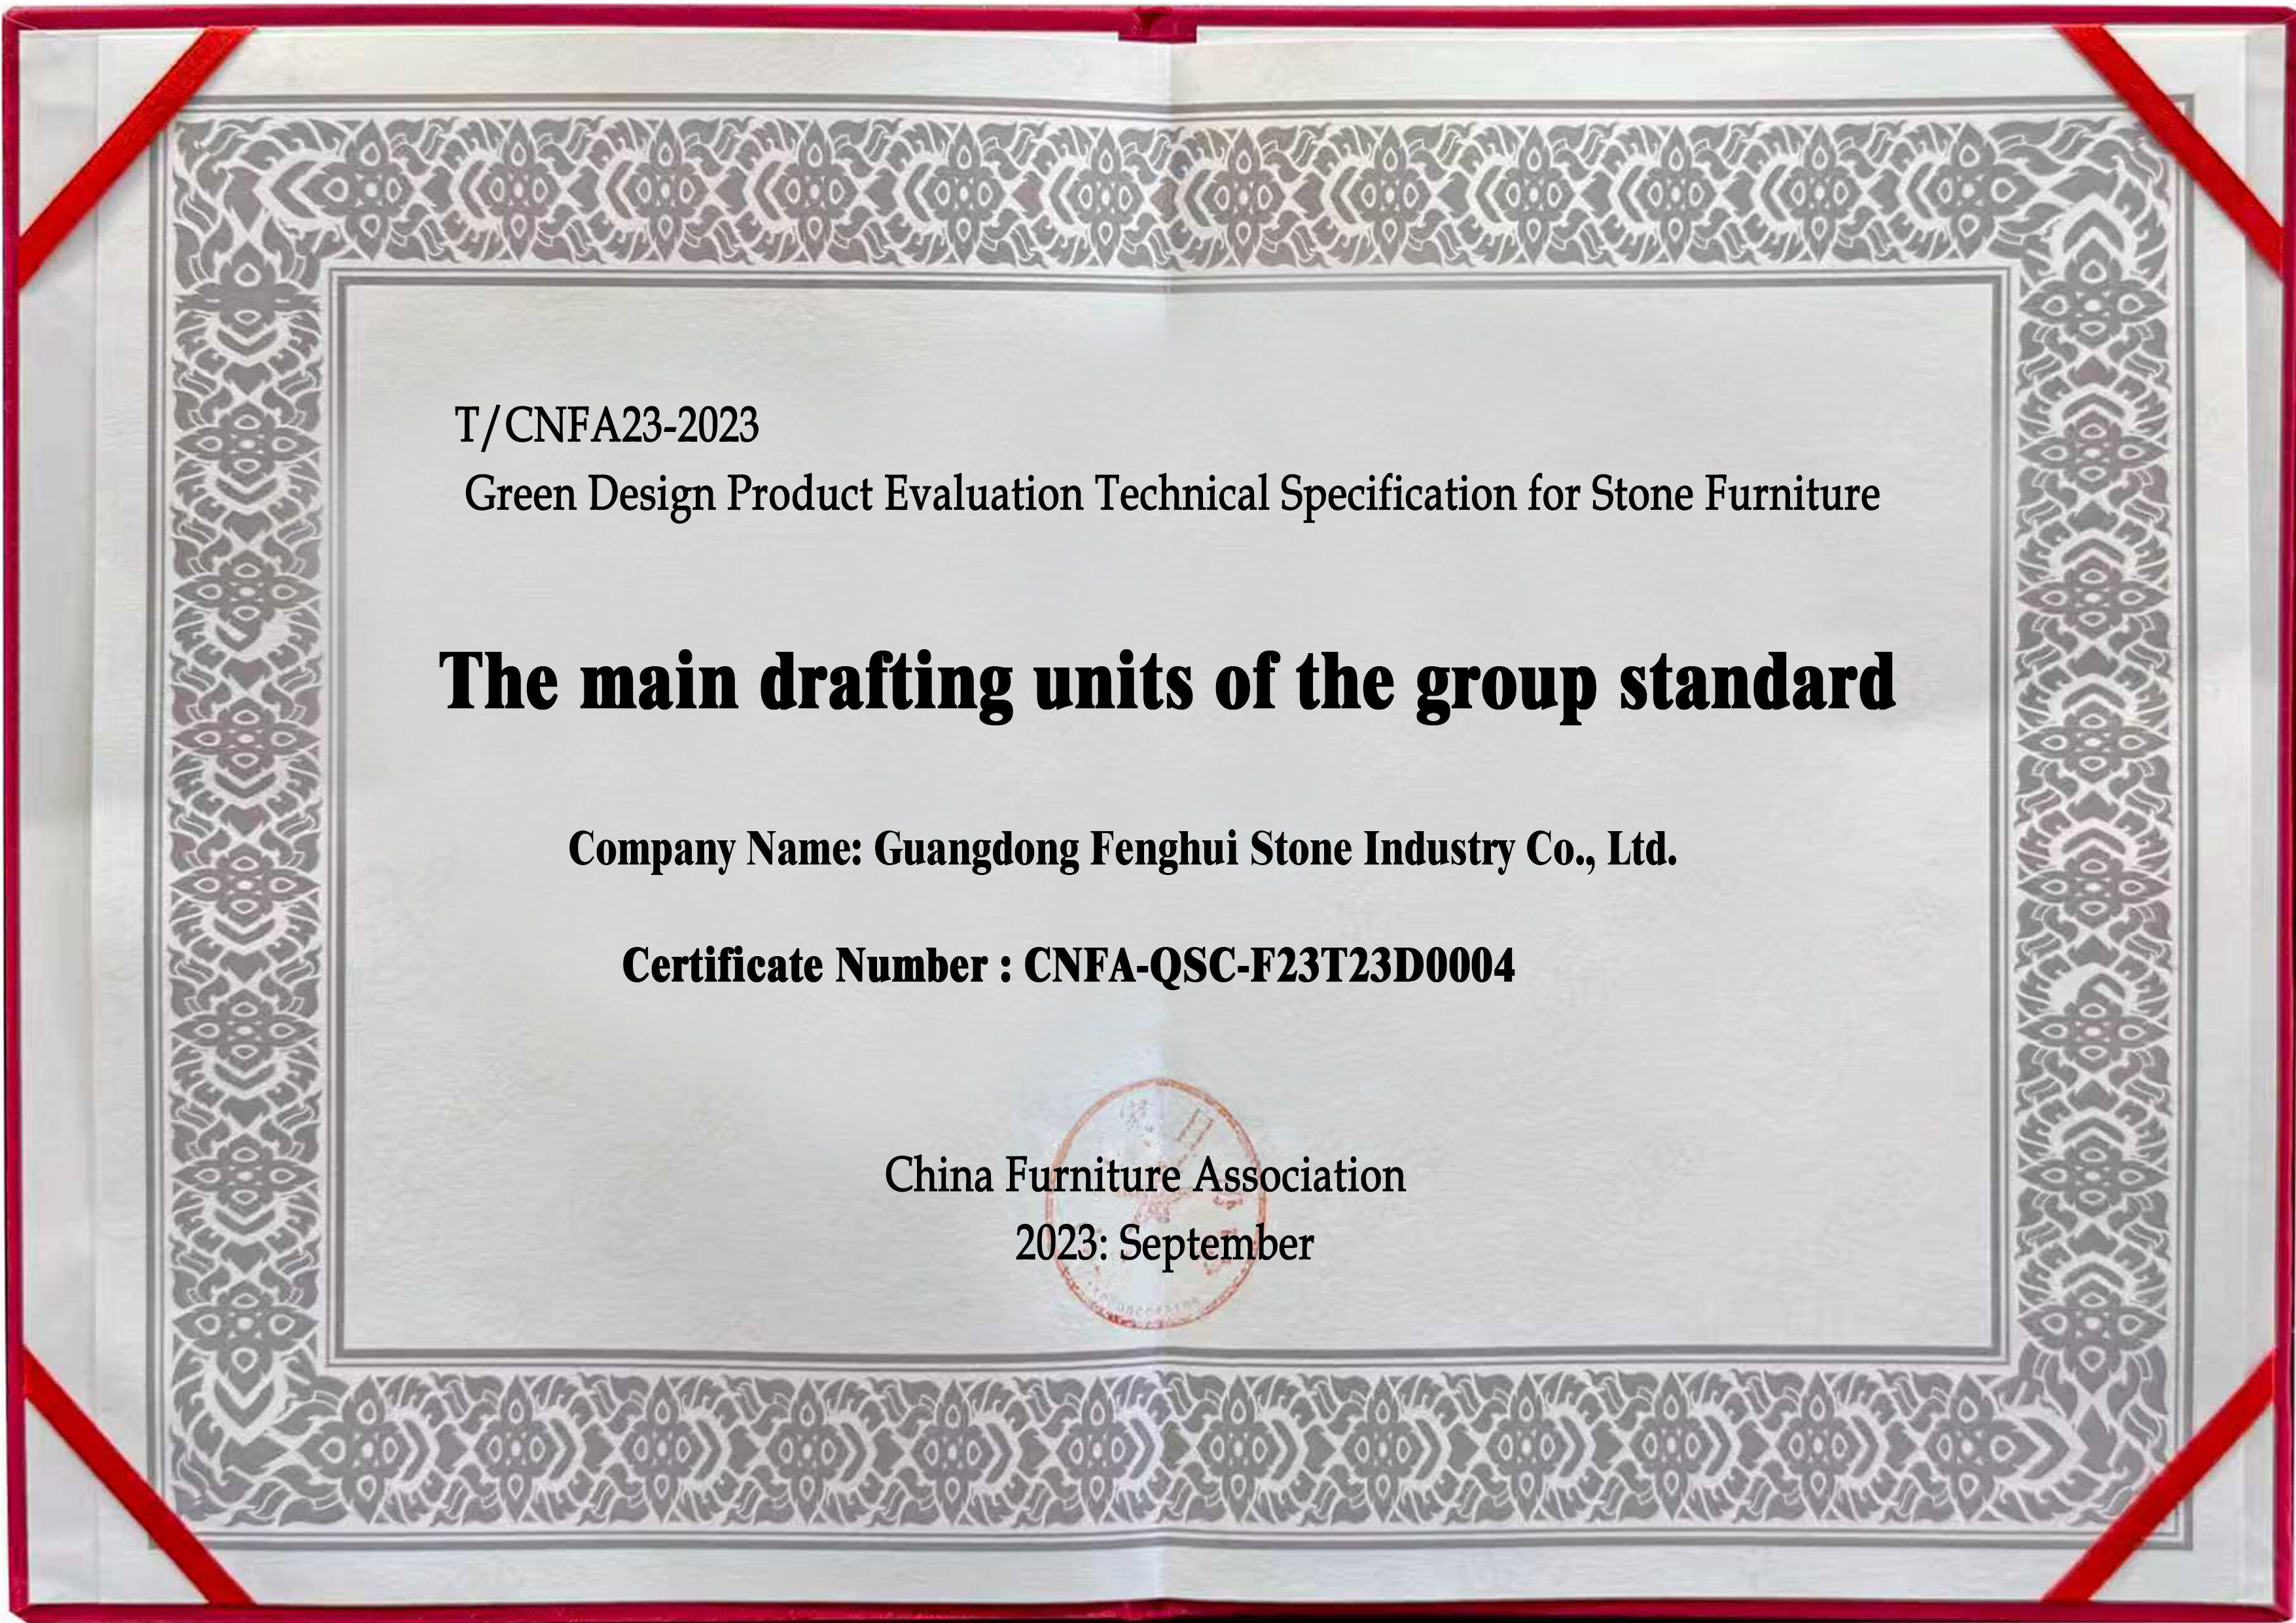 T/CNFA23-2023
Green Design Product Evaluation Technical Specification for Stone Furniture
The main drafting units of the group standard
Company Name: Guangdong Fenghui Stone Industry Co., Ltd.
Certificate Number : CNFA-QSC-F23T23D0004
China Furniture Association
2023: September